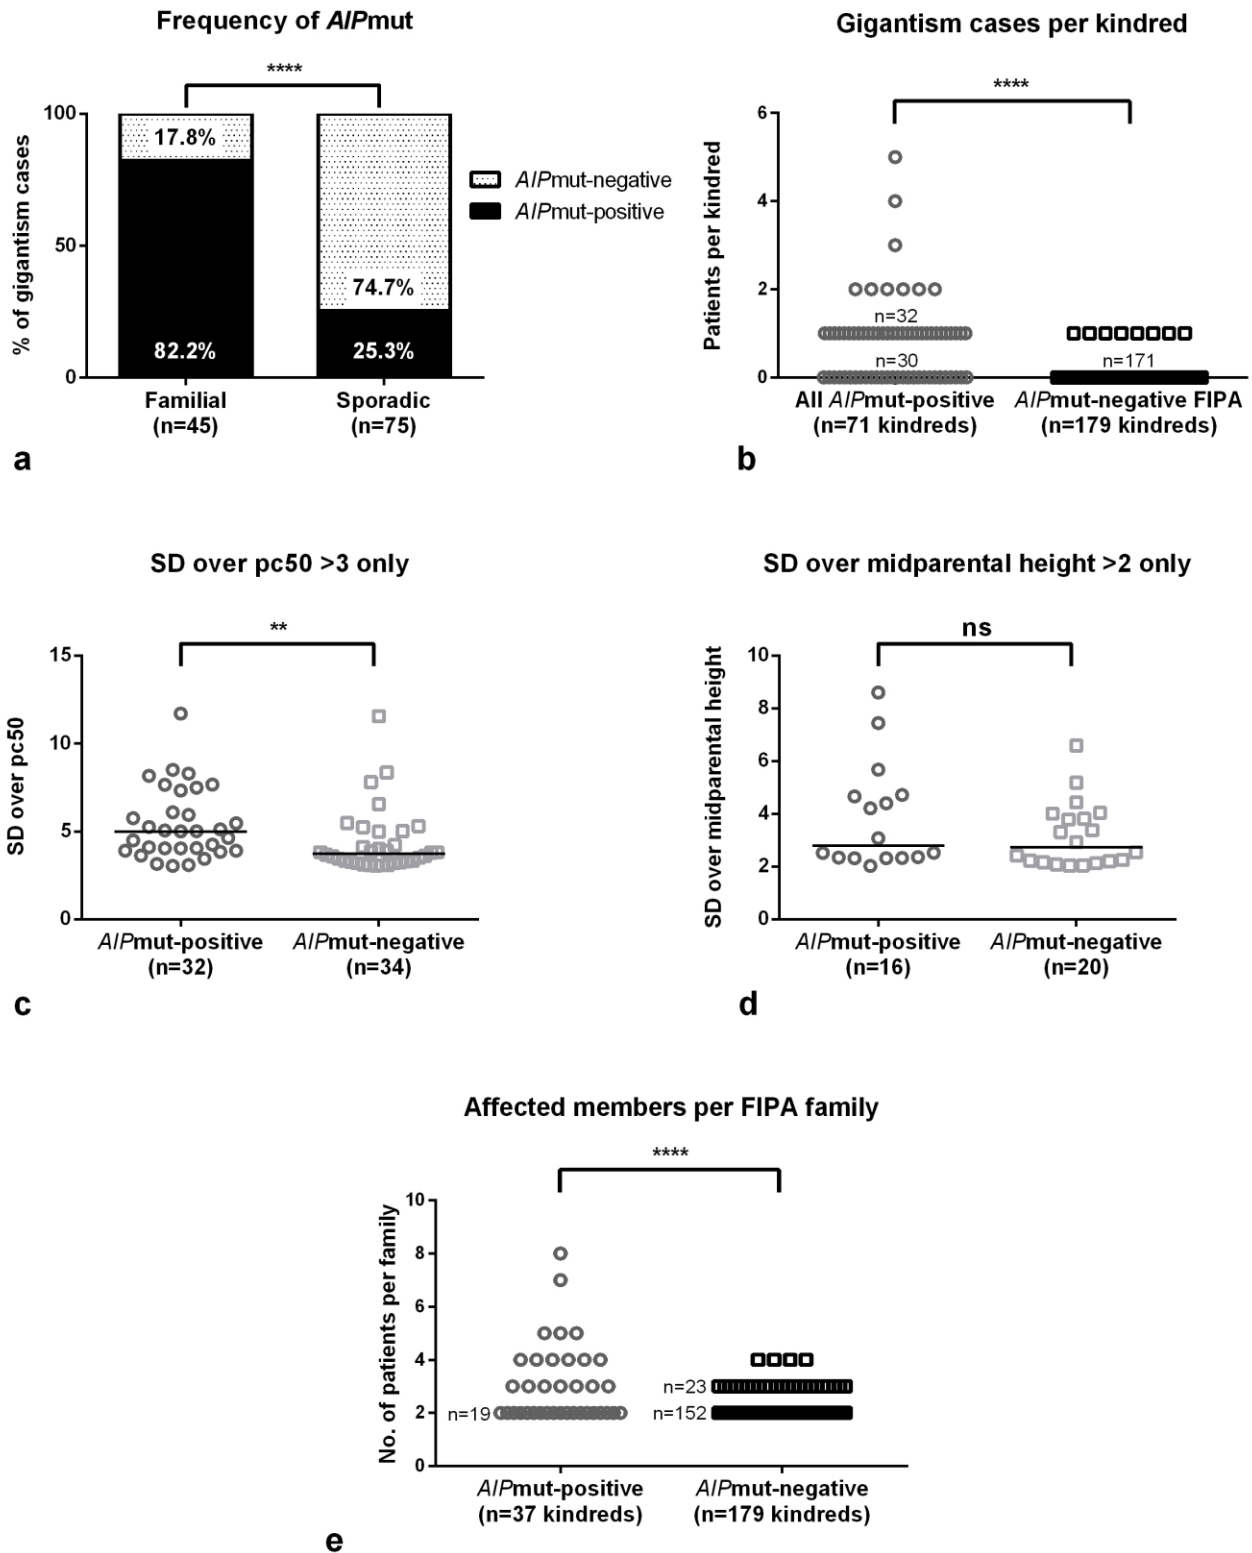 Frequency of AIPmut
****
% of gigantism cases
100
50
0
17.8%
82.2%
74.7%
25.3%
AIPmut-negative
AIPmut-positive
Familial
(n=45)
Sporadic
(n=75)
a
Gigantism cases per kindred
****
Patients per kindred
6
4
2
0
n=32
n=30
n=171
All AIPmut-positive
(n=71 kindreds)
AIPmut-negative FIPA
(n=179 kindreds)
b
SD over pc50 >3 only
**
SD over pc50
15
10
5
0
AIPmut-positive
(n=32)
AIPmut-negative
(n=34)
c
SD over midparental height >2 only
ns
SD over midparental height
10
8
6
4
2
0
AIPmut-positive
(n=16)
AIPmut-negative
(n=20)
d
Affected members per FIPA family
****
No. of patients per family
10
8
6
4
2
0
n=19
n=23
n=152
AIPmut-positive
(n=37 kindreds)
AIPmut-negative
(n=179 kindreds)
e